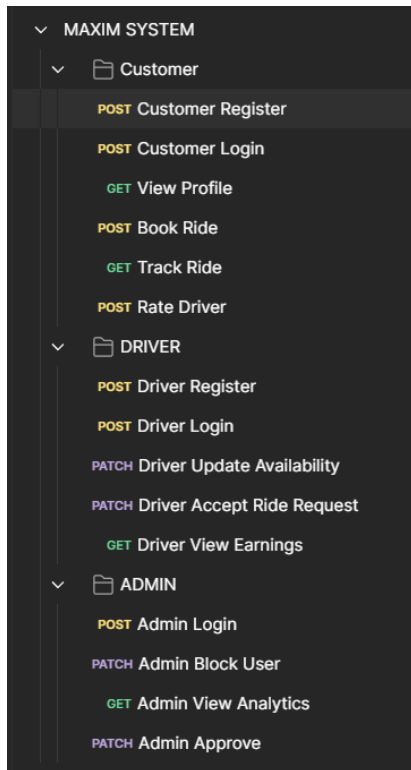 MAXIM SYSTEM
Customer
POST Customer Register
POST Customer Login
GET View Profile
POST Book Ride
GET Track Ride
POST Rate Driver
DRIVER
POST Driver Register
POST Driver Login
PATCH Driver Update Availability
PATCH Driver Accept Ride Request
GET Driver View Earnings
ADMIN
POST Admin Login
PATCH Admin Block User
GET Admin View Analytics
PATCH Admin Approve